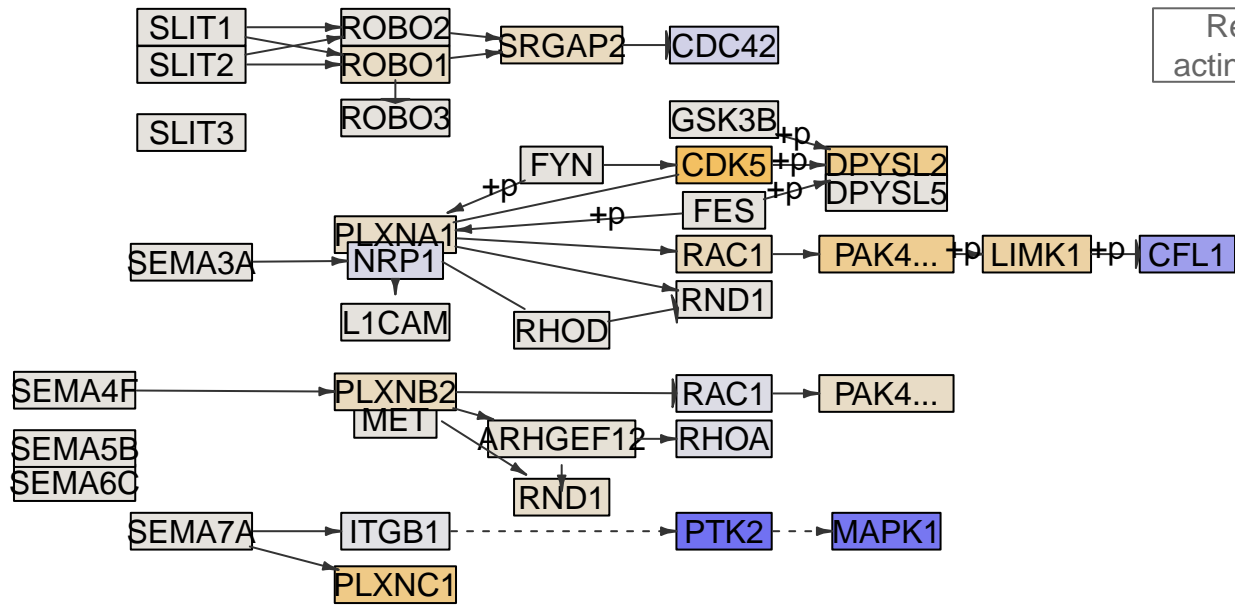 SLIT1
ROBO2
SRGAP2
CDC42
Re
actin
SLIT2
ROBO1
SLIT3
ROBO3
GSK3B
+p
FYN
CDK5
+p
DPYSL2
+p
FES
+p
DPYSL5
PLXNA1
+p
SEMA3A
NRP1
RAC1
PAK4...
+p
LIMK1
+p
CFL1
RND1
L1CAM
RHOD
SEMA4F
PLXNB2
RAC1
PAK4...
MET
ARHGEF12
RHOA
SEMA5B
SEMA6C
RND1
SEMA7A
ITGB1
PTK2
MAPK1
PLXNC1